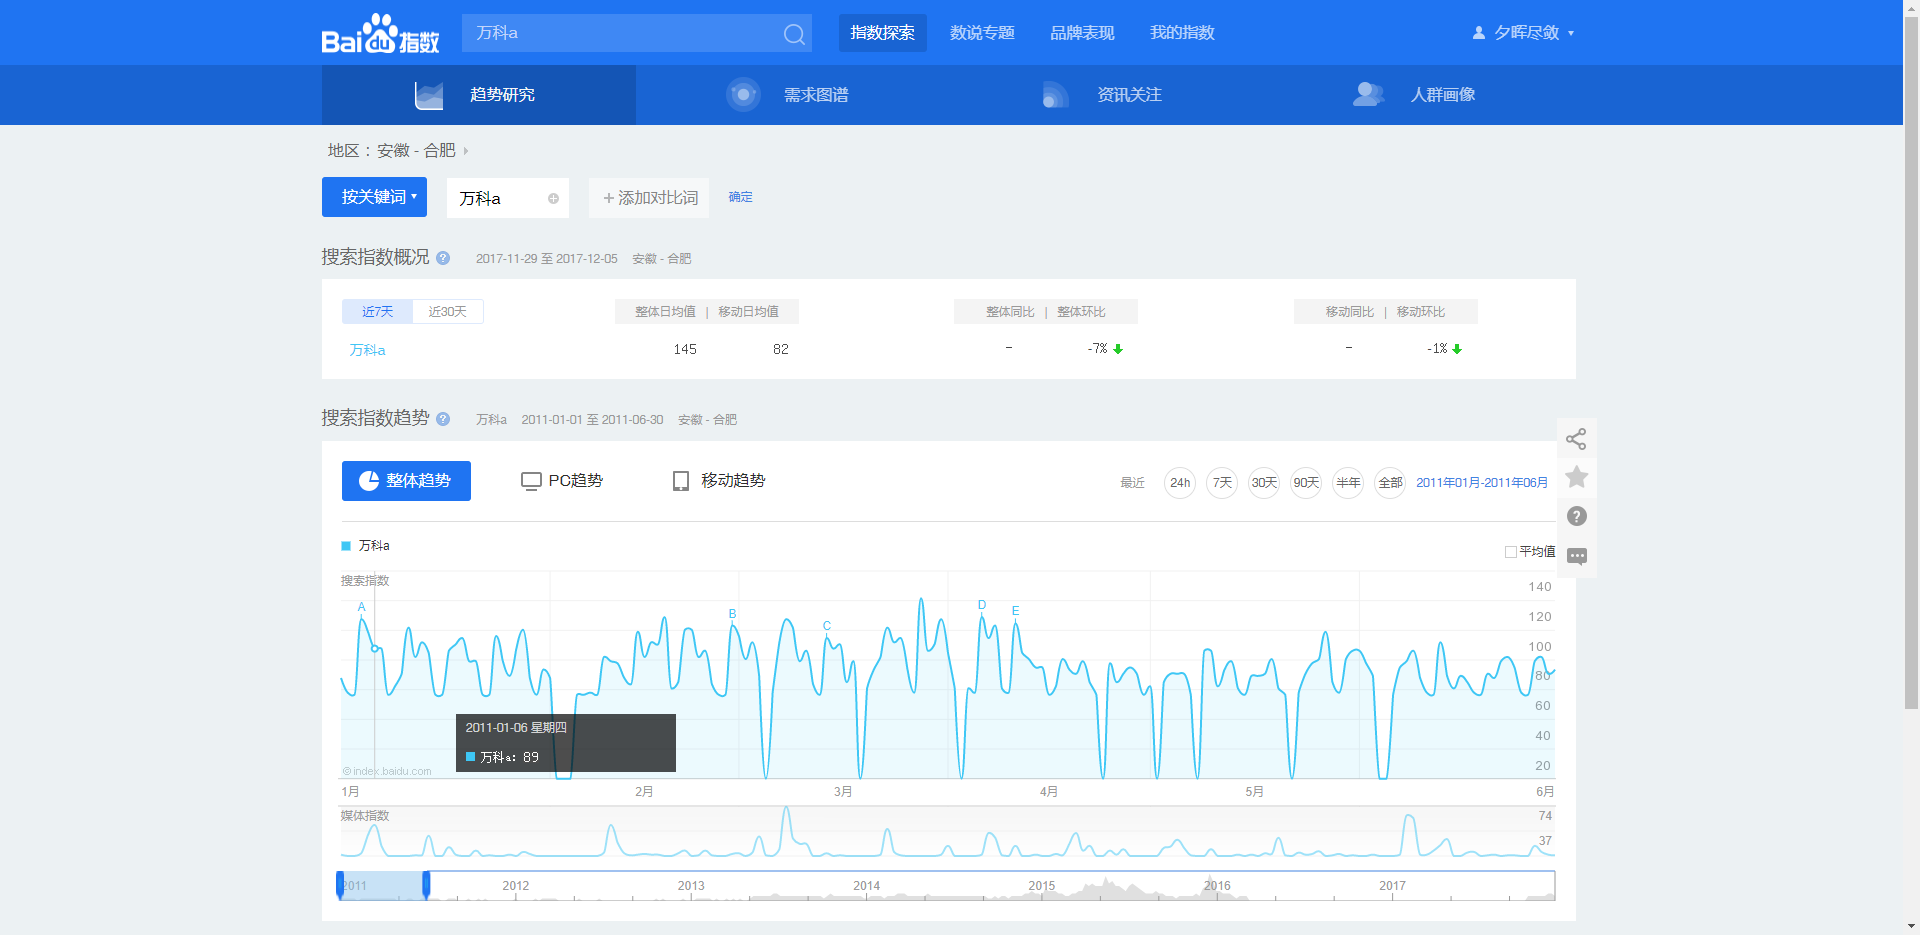 Baidu指数
万科a
指数探索
数说专题
品牌表现
我的指数
夕晖尽敛
趋势研究
需求图谱
资讯关注
人群画像
地区： 安徽 - 合肥
按关键词
万科a
+ 添加对比词
确定
搜索指数概况 ?
2017-11-29 至 2017-12-05 安徽 - 合肥
近7天 近30天
整体日均值 | 移动日均值
整体同比 | 整体环比
移动同比 | 移动环比
万科a 145 82 - -7% - -1%
搜索指数趋势 ?
万科a 2011-01-01 至 2011-06-30 安徽 - 合肥
整体趋势
PC趋势
移动趋势
最近 24h 7天 30天 90天 半年 全部 2011年01月-2011年06月
?
万科a
平均值
搜索指数
A
B
C
D
E
140
120
100
80
60
40
20
2011-01-06 星期四
万科a: 89
© index.baidu.com
1月 2月 3月 4月 5月 6月
媒体指数
74
37
2011 2012 2013 2014 2015 2016 2017